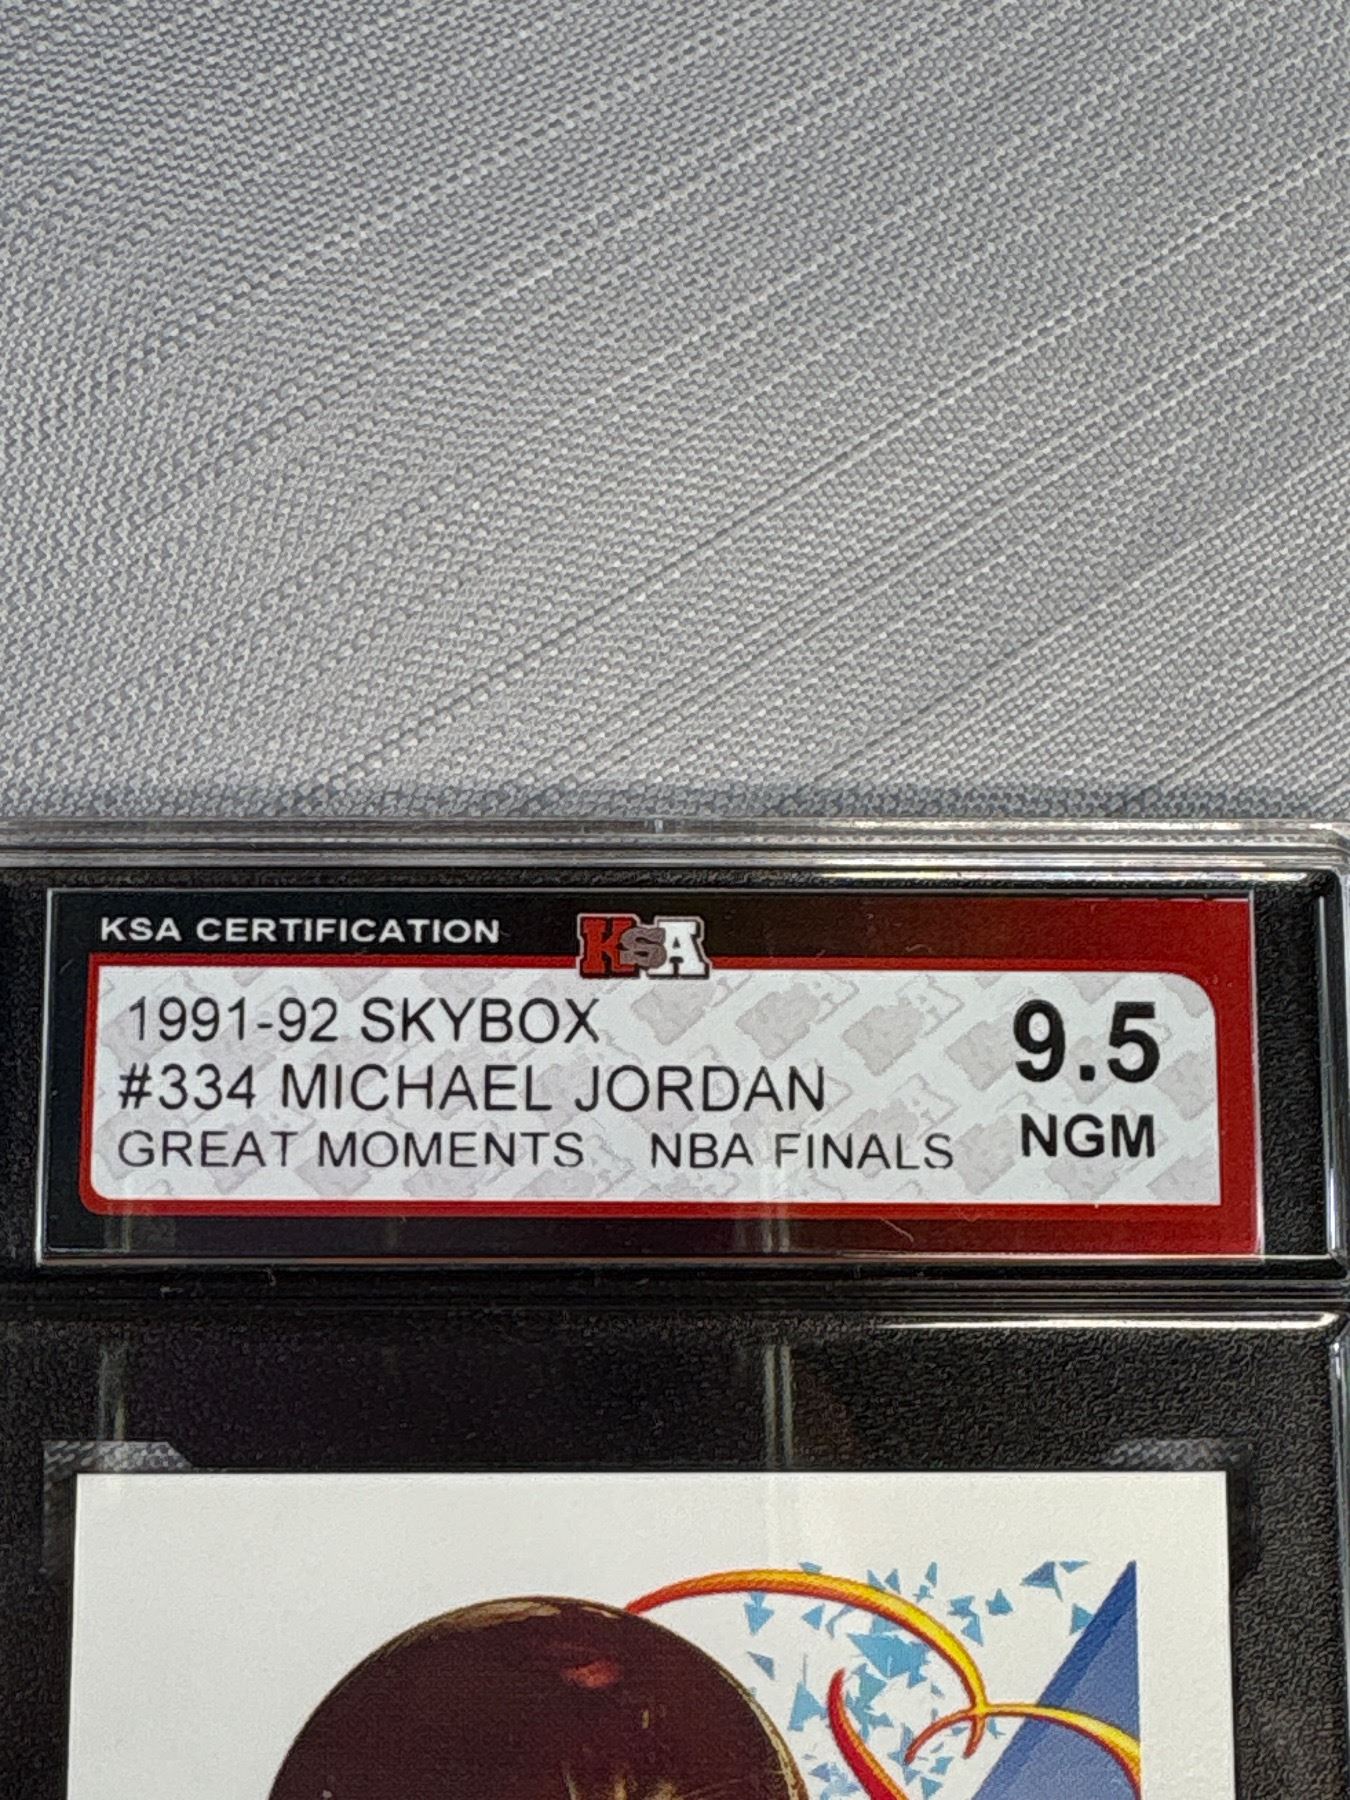 KSA CERTIFICATION KSA
1991-92 SKYBOX
#334 MICHAEL JORDAN
GREAT MOMENTS NBA FINALS
9.5
NGM